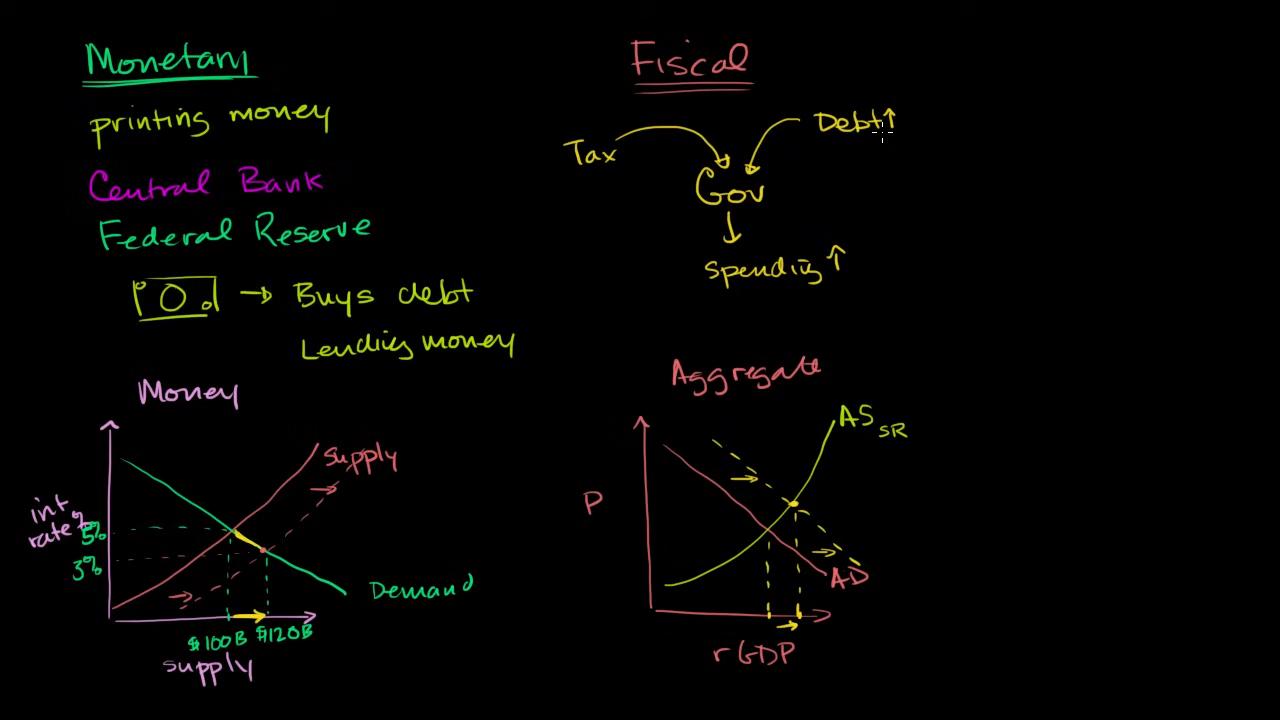 Monetary
printing money
Central Bank
Federal Reserve
0 → Buys debt
Lending money
Money
int
rate%
5%
3%
supply
Demand
$100B $120B
supply
Fiscal
Tax
Debt↑
Gov
spending↑
Aggregate
P
AS SR
AD
rGDP